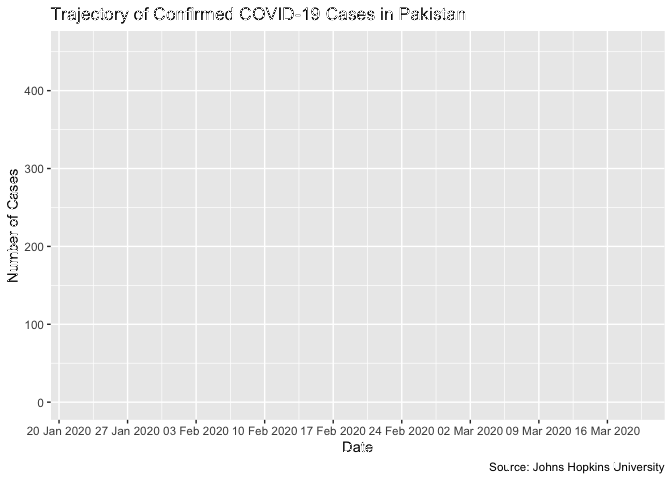 Trajectory of Confirmed COVID-19 Cases in Pakistan
400
300
200
100
0
Number of Cases
20 Jan 2020 27 Jan 2020 03 Feb 2020 10 Feb 2020 17 Feb 2020 24 Feb 2020 02 Mar 2020 09 Mar 2020 16 Mar 2020
Date
Source: Johns Hopkins University